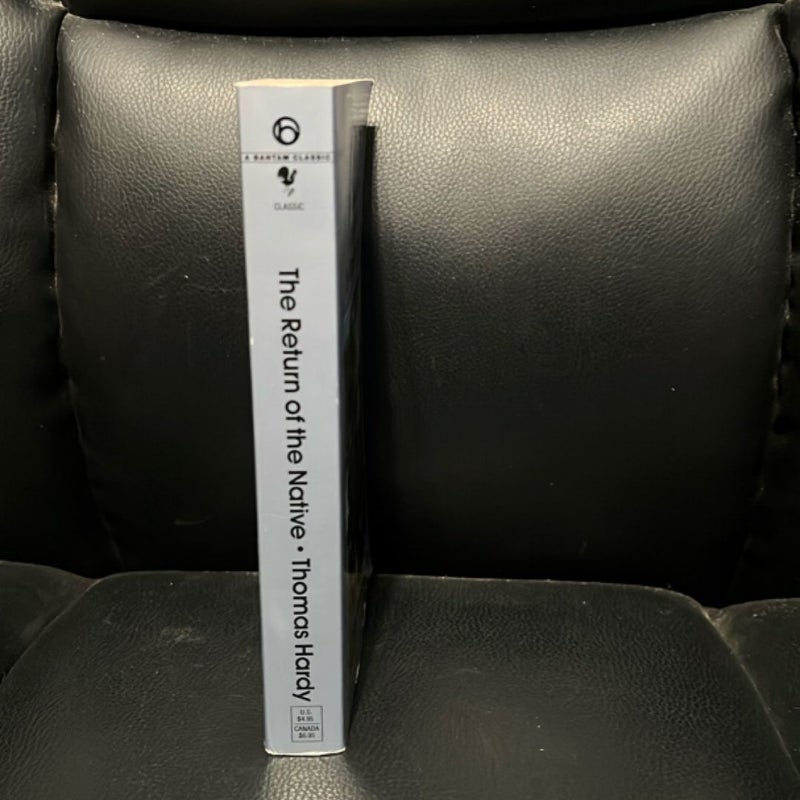 A BANTAM CLASSIC
CLASSIC
The Return of the Native • Thomas Hardy
U.S.
$4.95
CANADA
$6.95